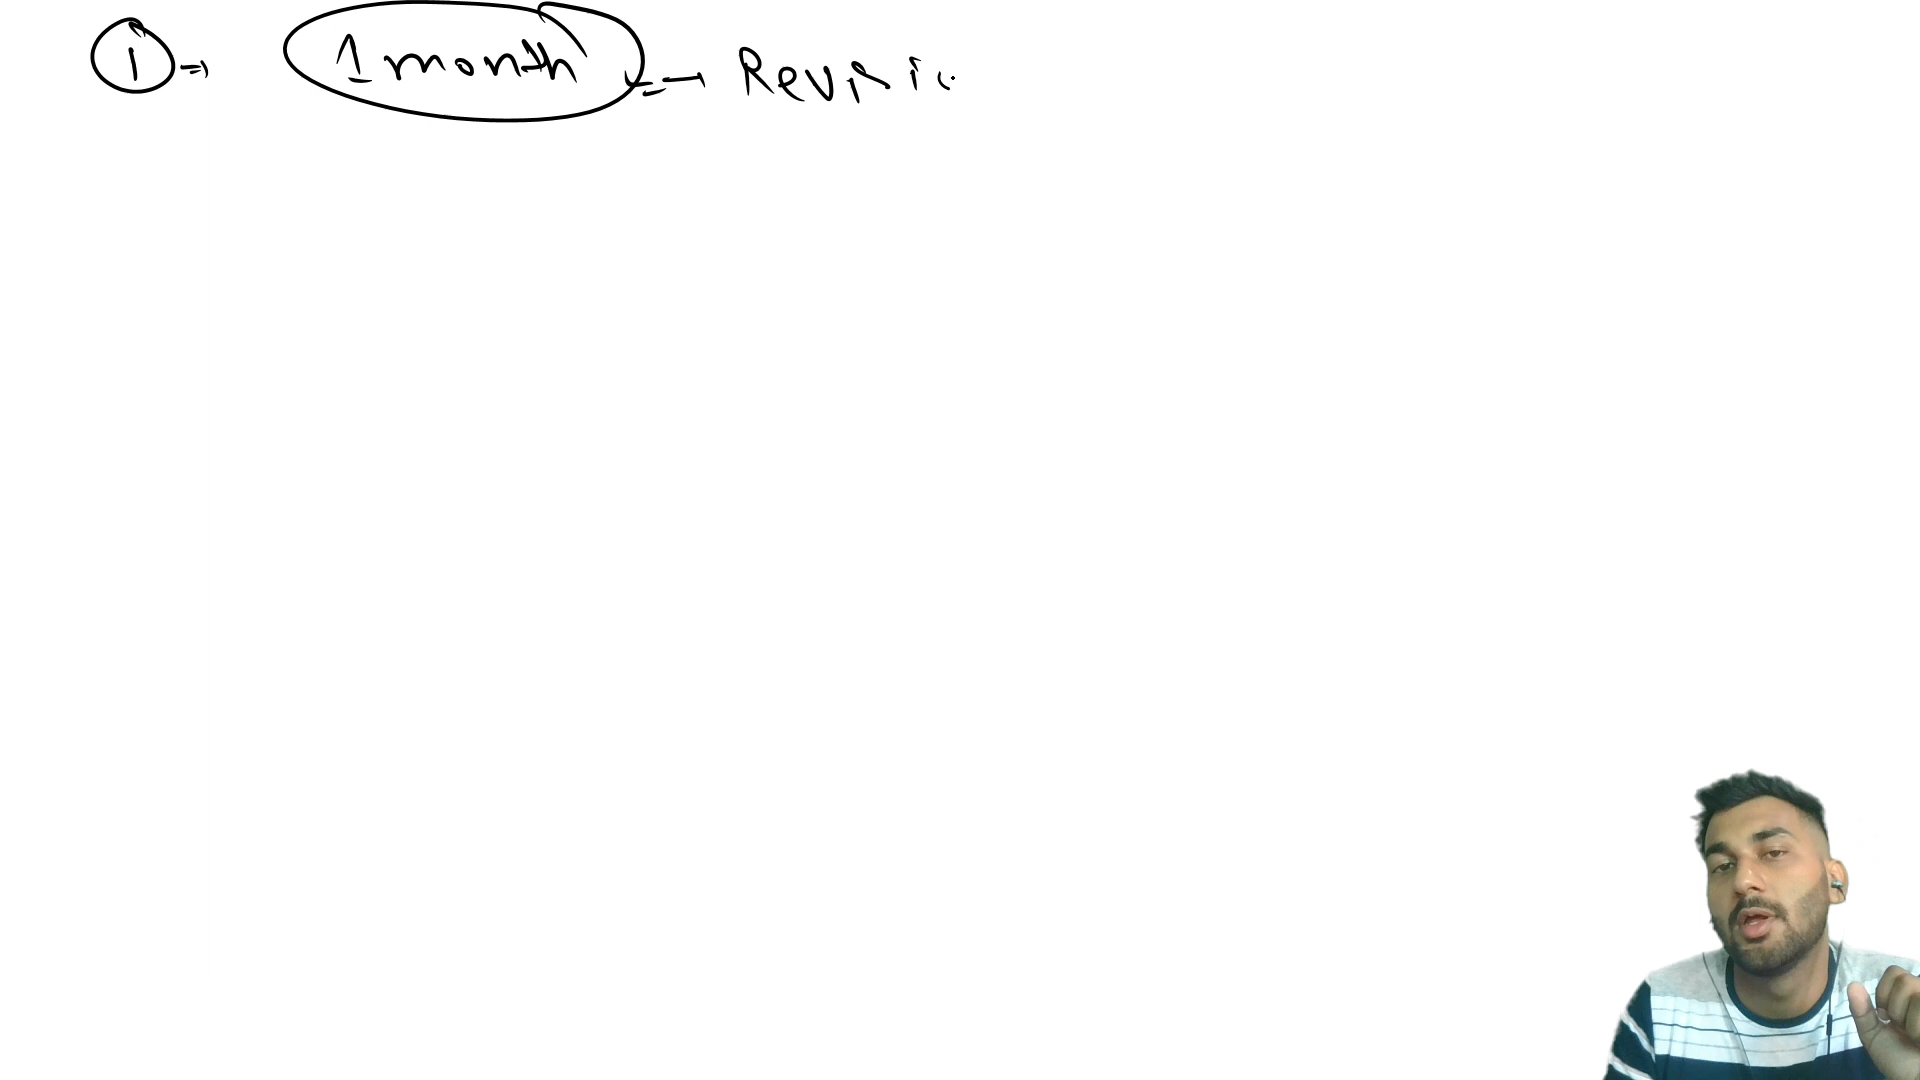 ① => 1 month => → Revisi